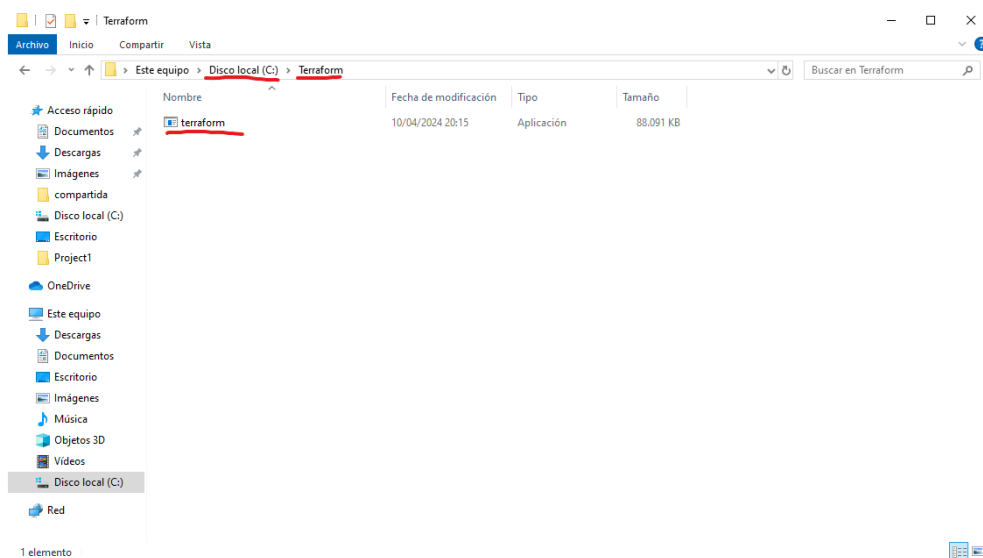 Terraform
Archivo Inicio Compartir Vista
Este equipo > Disco local (C:) > Terraform
Buscar en Terraform
Nombre Fecha de modificación Tipo Tamaño
terraform 10/04/2024 20:15 Aplicación 88.091 KB
Acceso rápido
Documentos
Descargas
Imágenes
compartida
Disco local (C:)
Escritorio
Project1
OneDrive
Este equipo
Descargas
Documentos
Escritorio
Imágenes
Música
Objetos 3D
Vídeos
Disco local (C:)
Red
1 elemento